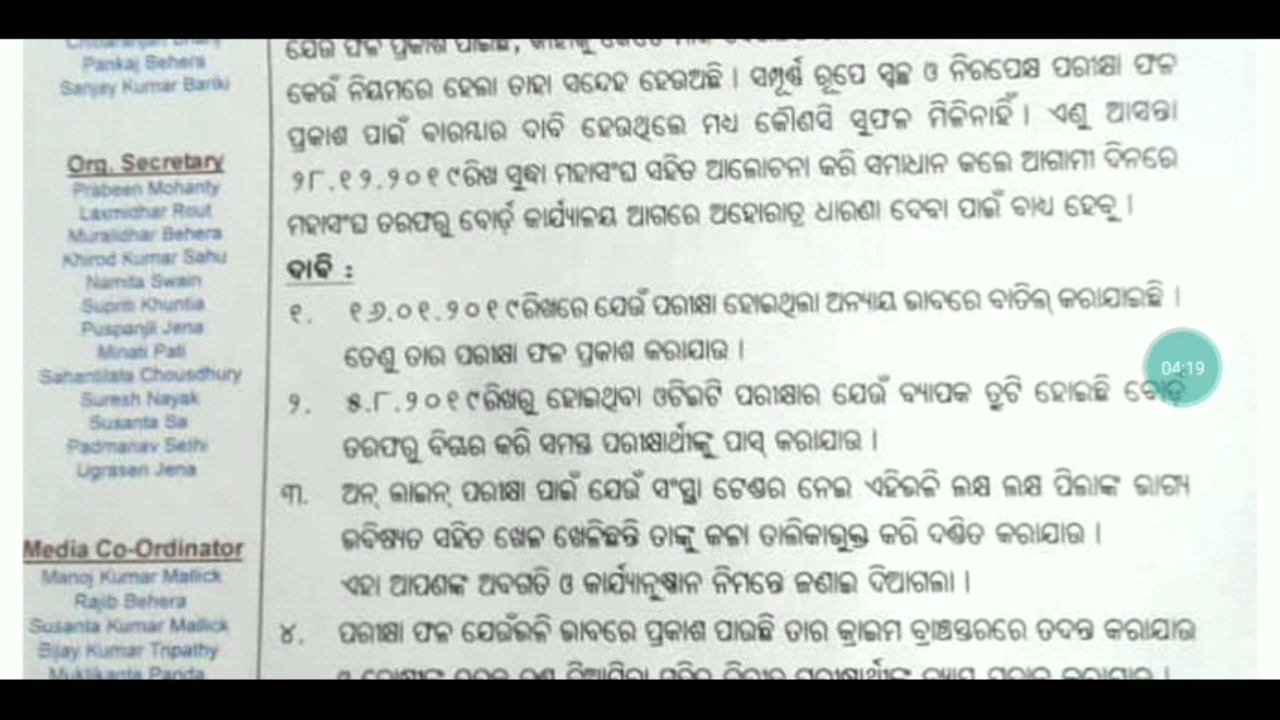 Pankaj Behera
Sanjay Kumar Bariki
Org. Secretary
Prabeen Mohanty
Laxmidhar Rout
Muralidhar Behera
Khirod Kumar Sahu
Namita Swain
Supriti Khuntia
Puspanjli Jena
Minati Pati
Sahantilata Chousdhury
Suresh Nayak
Susanta Sa
Padmanav Sethi
Ugrasen Jena
Media Co-Ordinator
Manoj Kumar Mallick
Rajib Behera
Susanta Kumar Mallick
Bijay Kumar Tripathy
Muktikanta Panda
କେଉଁ ନିୟମରେ ହେଲା ତାହା ସନ୍ଦେହ ହେଉଅଛି । ସମ୍ପୂର୍ଣ୍ଣ ରୂପେ ସ୍ୱଚ୍ଛ ଓ ନିରପେକ୍ଷ ପରୀକ୍ଷା ଫଳ
ପ୍ରକାଶ ପାଇଁ ବାରମ୍ବାର ଦାବି ହେଉଥିଲେ ମଧ୍ୟ କୌଣସି ସୁଫଳ ମିଳିନାହିଁ । ଏଣୁ ଆସନ୍ତା
୨୮.୧୨.୨୦୧୯ରିଖ ସୁଦ୍ଧା ମହାସଂଘ ସହିତ ଆଲୋଚନା କରି ସମାଧାନ କଲେ ଆଗାମୀ ଦିନରେ
ମହାସଂଘ ତରଫରୁ ବୋର୍ଡ଼ କାର୍ଯ୍ୟାଳୟ ଆଗରେ ଅହୋରାତ୍ର ଧାରଣା ଦେବା ପାଇଁ ବାଧ୍ୟ ହେବୁ ।
ଦାବି :
୧. ୧୬.୦୧.୨୦୧୯ରିଖରେ ଯେଉଁ ପରୀକ୍ଷା ହୋଇଥିଲା ଅନ୍ୟାୟ ଭାବରେ ବାତିଲ୍ କରାଯାଇଛି ।
ତେଣୁ ତାର ପରୀକ୍ଷା ଫଳ ପ୍ରକାଶ କରାଯାଉ ।
୨. ୫.୮.୨୦୧୯ରିଖରୁ ହୋଇଥିବା ଓଟିଇଟି ପରୀକ୍ଷାର ଯେଉଁ ବ୍ୟାପକ ତ୍ରୁଟି ହୋଇଛି ବୋର୍ଡ଼
ତରଫରୁ ବିଚାର କରି ସମସ୍ତ ପରୀକ୍ଷାର୍ଥୀଙ୍କୁ ପାସ୍ କରାଯାଉ ।
୩. ଅନ୍ ଲାଇନ୍ ପରୀକ୍ଷା ପାଇଁ ଯେଉଁ ସଂସ୍ଥା ଟେଣ୍ଡର ନେଇ ଏହିଭଳି ଲକ୍ଷ ଲକ୍ଷ ପିଲାଙ୍କ ଭାଗ୍ୟ
ଭବିଷ୍ୟତ ସହିତ ଖେଳ ଖେଳିଛନ୍ତି ତାଙ୍କୁ କଳା ତାଲିକାଭୁକ୍ତ କରି ଦଣ୍ଡିତ କରାଯାଉ ।
ଏହା ଆପଣଙ୍କ ଅବଗତି ଓ କାର୍ଯ୍ୟାନୁଷ୍ଠାନ ନିମନ୍ତେ ଜଣାଇ ଦିଆଗଲା ।
୪. ପରୀକ୍ଷା ଫଳ ଯେଉଁଭଳି ଭାବରେ ପ୍ରକାଶ ପାଉଛି ତାର କ୍ରାଇମ ବ୍ରାଞ୍ଚସ୍ତରରେ ତଦନ୍ତ କରାଯାଉ
04:19